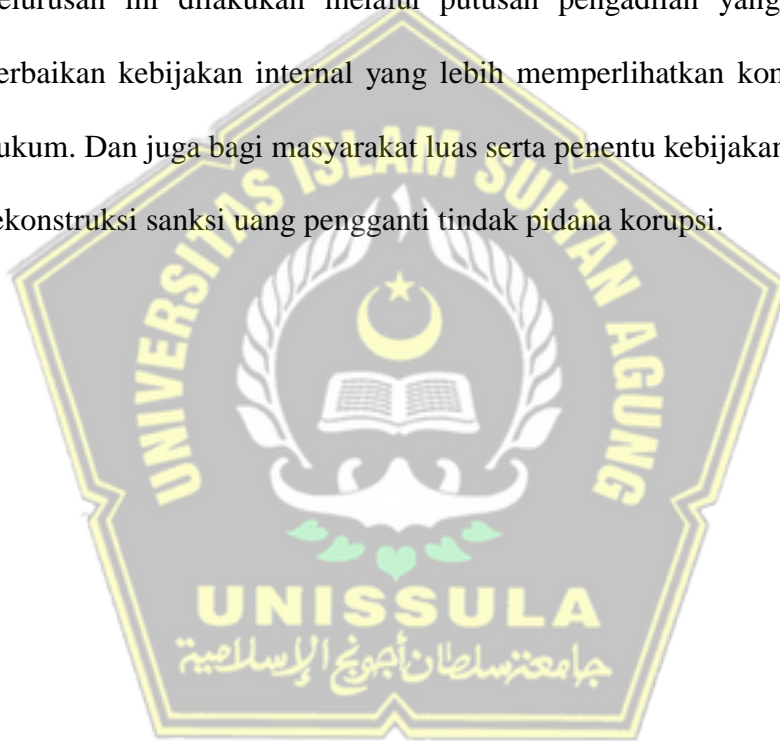 elurusan ini dilakukan melalui putusan pengadilan yang
erbaikan kebijakan internal yang lebih memperlihatkan kon
ukum. Dan juga bagi masyarakat luas serta penentu kebijakan
ekonstruksi sanksi uang pengganti tindak pidana korupsi.
UNIVERSITAS ISLAM SULTAN AGUNG
UNISSULA
جامعة سلطان أجونج الإسلامية